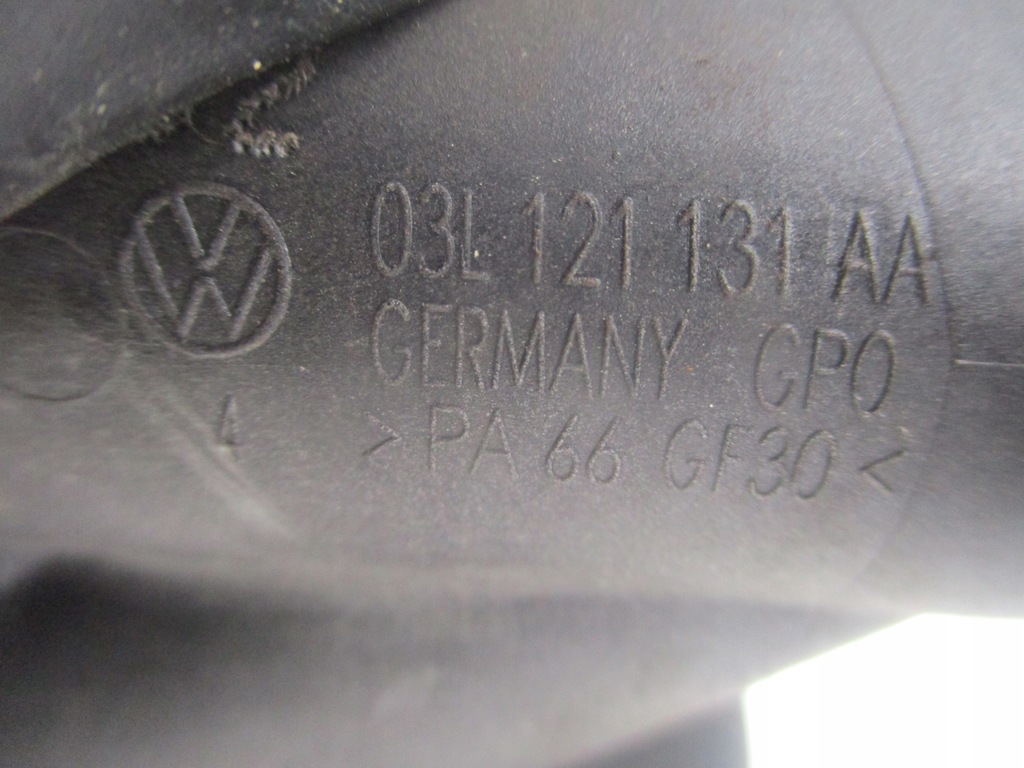 03L 121 131 AA
GERMANY GPO
>PA 66 GF30<